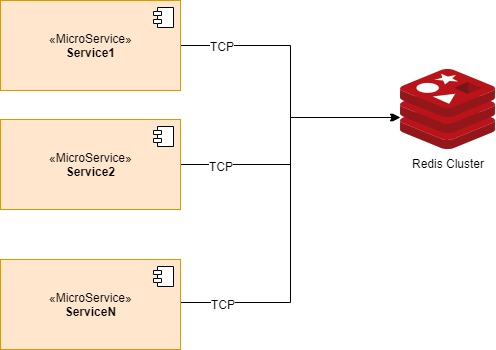 «MicroService»
Service1
TCP
«MicroService»
Service2
TCP
Redis Cluster
«MicroService»
ServiceN
TCP